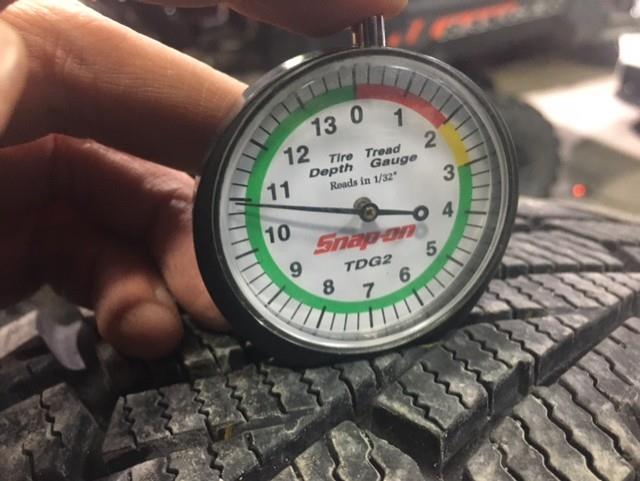 0
1
2
3
4
5
6
7
8
9
10
11
12
13
Tire Tread
Depth Gauge
Reads in 1/32"
Snap-on
TDG2